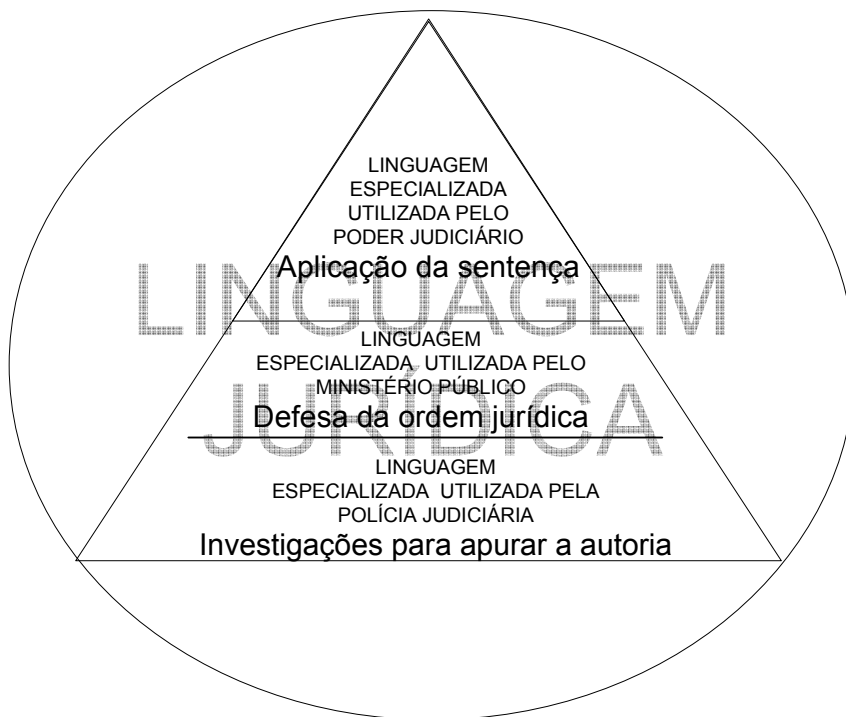 LINGUAGEM
ESPECIALIZADA
UTILIZADA PELO
PODER JUDICIÁRIO
Aplicação da sentença
LINGUAGEM
LINGUAGEM
ESPECIALIZADA UTILIZADA PELO
MINISTÉRIO PÚBLICO
Defesa da ordem jurídica
JURÍDICA
LINGUAGEM
ESPECIALIZADA UTILIZADA PELA
POLÍCIA JUDICIÁRIA
Investigações para apurar a autoria